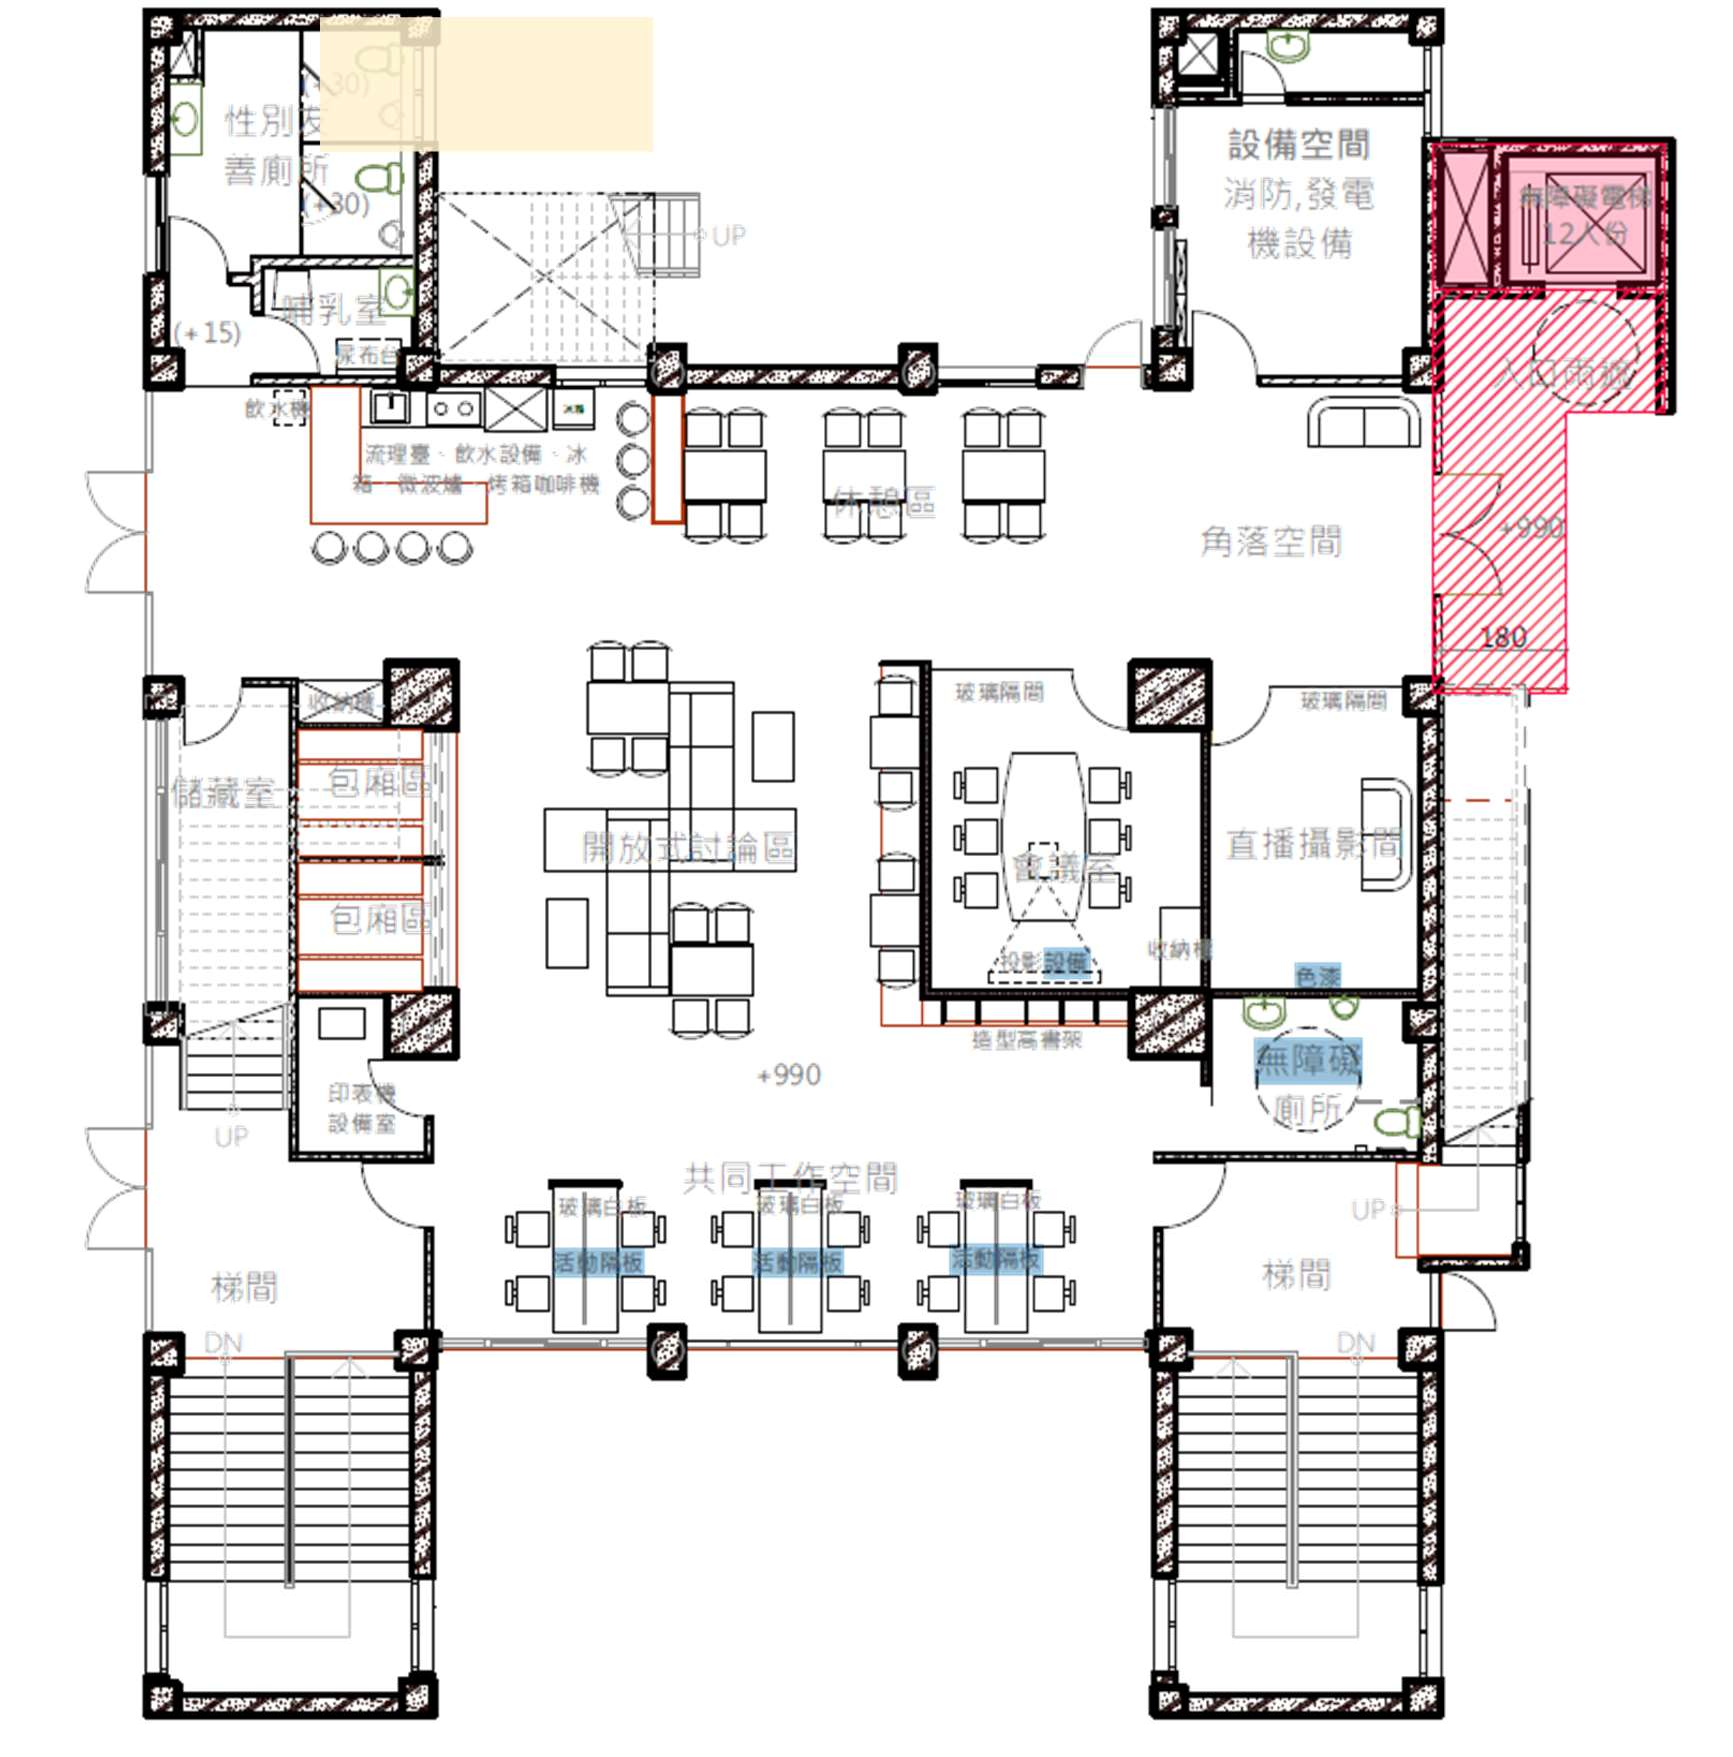 (+30)
性別友
善廁所
(+30)
哺乳室
(+15)
尿布台
UP
設備空間
消防,發電
機設備
無障礙電梯
12人份
入口雨遮
飲水機
冰箱
流理臺、飲水設備、冰
箱、微波爐、烤箱咖啡機
休憩區
角落空間
+990
180
收納櫃
玻璃隔間
玻璃隔間
儲藏室
包廂區
包廂區
開放式討論區
會議室
直播攝影間
投影設備
收納櫃
色漆
造型高書架
無障礙
廁所
+990
印表機
設備室
UP
共同工作空間
玻璃白板
玻璃白板
玻璃白板
活動隔板
活動隔板
活動隔板
UP
梯間
梯間
DN
DN